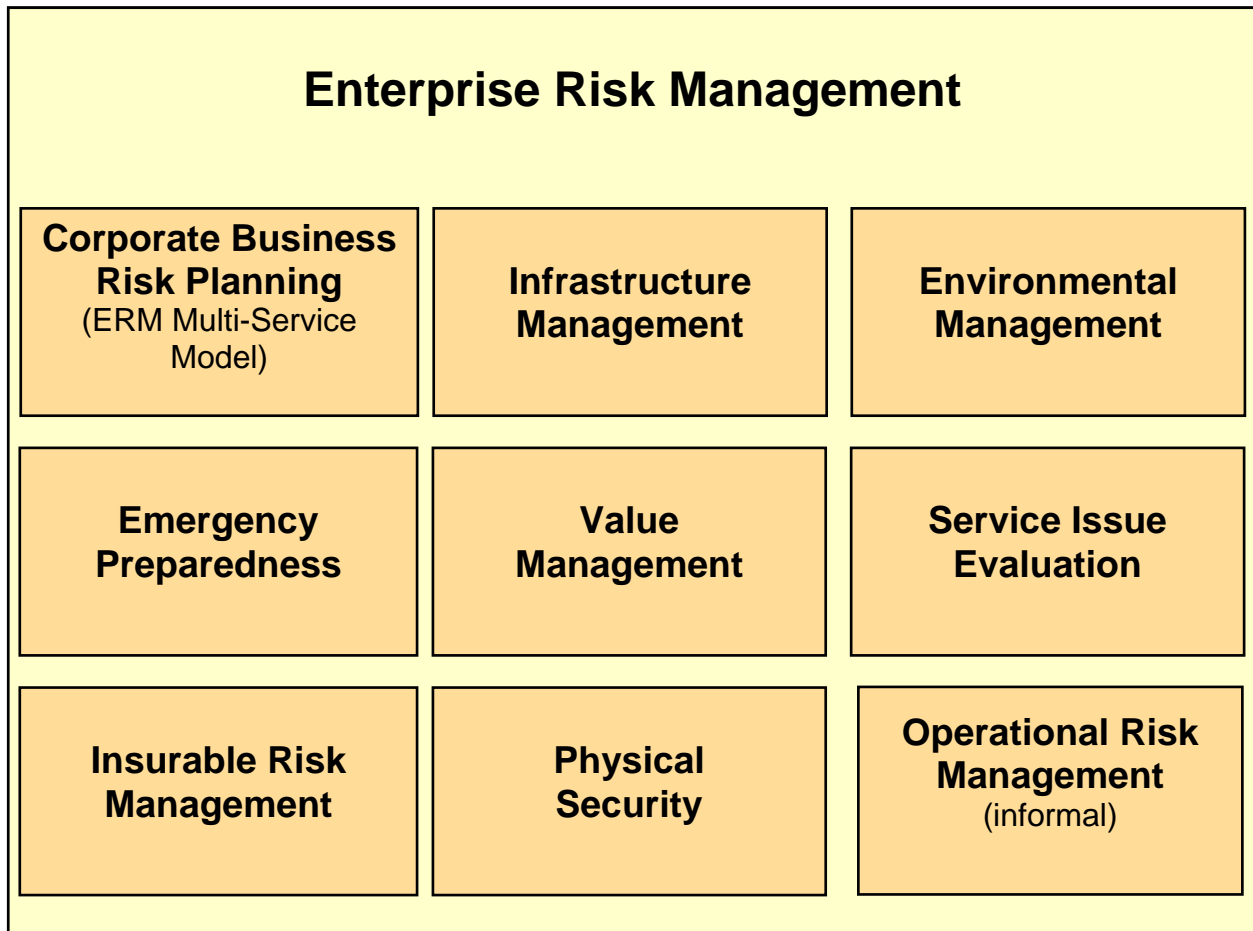 Enterprise Risk Management
Corporate Business
Risk Planning
(ERM Multi-Service
Model)
Infrastructure
Management
Environmental
Management
Emergency
Preparedness
Value
Management
Service Issue
Evaluation
Insurable Risk
Management
Physical
Security
Operational Risk
Management
(informal)